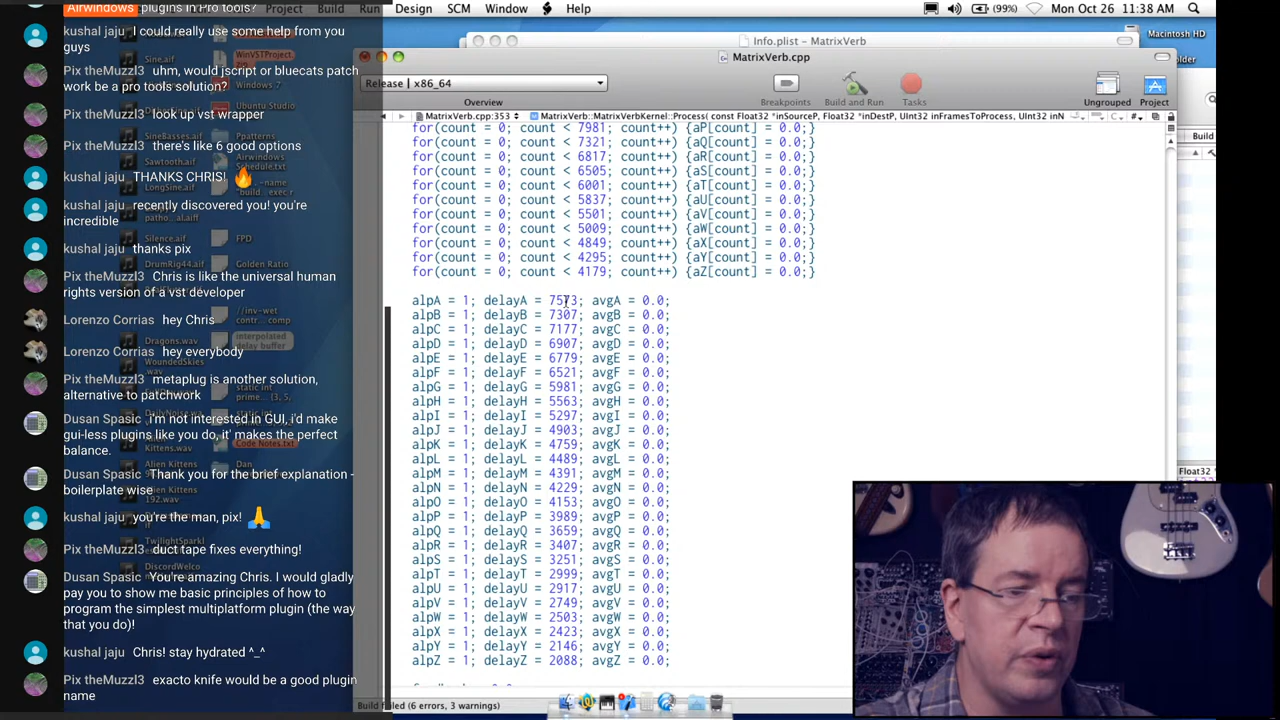 Airwindows plugins in Pro tools?
kushal jaju I could really use some help from you
guys
Pix theMuzzl3 uhm, would jscript or bluecats patch
work be a pro tools solution?
Pix theMuzzl3 look up vst wrapper
Pix theMuzzl3 there's like 6 good options
kushal jaju THANKS CHRIS!
kushal jaju recently discovered you! you're
incredible
kushal jaju thanks pix
Pix theMuzzl3 Chris is like the universal human
rights version of a vst developer
Lorenzo Corrias hey Chris
Lorenzo Corrias hey everybody
Pix theMuzzl3 metaplug is another solution,
alternative to patchwork
Dusan Spasic I'm not interested in GUI, i'd make
gui-less plugins like you do, it' makes the perfect
balance.
Dusan Spasic Thank you for the brief explanation -
boilerplate wise
kushal jaju you're the man, pix!
Pix theMuzzl3 duct tape fixes everything!
Dusan Spasic You're amazing Chris. I would gladly
pay you to show me basic principles of how to
program the simplest multiplatform plugin (the way
that you do)!
kushal jaju Chris! stay hydrated ^_^
Pix theMuzzl3 exacto knife would be a good plugin
name
Project Build Run Design SCM Window Help
(99%) Mon Oct 26 11:38 AM
Macintosh HD
Info.plist - MatrixVerb
MatrixVerb.cpp
Release | x86_64
Overview Breakpoints Build and Run Tasks Ungrouped Project
MatrixVerb.cpp:353 MatrixVerb::MatrixVerbKernel::Process( const Float32 *inSourceP, Float32 *inDestP, UInt32 inFramesToProcess, UInt32 inN
for(count = 0; count < 7981; count++) {aP[count] = 0.0;}
for(count = 0; count < 7321; count++) {aQ[count] = 0.0;}
for(count = 0; count < 6817; count++) {aR[count] = 0.0;}
for(count = 0; count < 6505; count++) {aS[count] = 0.0;}
for(count = 0; count < 6001; count++) {aT[count] = 0.0;}
for(count = 0; count < 5837; count++) {aU[count] = 0.0;}
for(count = 0; count < 5501; count++) {aV[count] = 0.0;}
for(count = 0; count < 5009; count++) {aW[count] = 0.0;}
for(count = 0; count < 4849; count++) {aX[count] = 0.0;}
for(count = 0; count < 4295; count++) {aY[count] = 0.0;}
for(count = 0; count < 4179; count++) {aZ[count] = 0.0;}
alpA = 1; delayA = 7573; avgA = 0.0;
alpB = 1; delayB = 7307; avgB = 0.0;
alpC = 1; delayC = 7177; avgC = 0.0;
alpD = 1; delayD = 6907; avgD = 0.0;
alpE = 1; delayE = 6779; avgE = 0.0;
alpF = 1; delayF = 6521; avgF = 0.0;
alpG = 1; delayG = 5981; avgG = 0.0;
alpH = 1; delayH = 5563; avgH = 0.0;
alpI = 1; delayI = 5297; avgI = 0.0;
alpJ = 1; delayJ = 4903; avgJ = 0.0;
alpK = 1; delayK = 4759; avgK = 0.0;
alpL = 1; delayL = 4489; avgL = 0.0;
alpM = 1; delayM = 4391; avgM = 0.0;
alpN = 1; delayN = 4229; avgN = 0.0;
alpO = 1; delayO = 4153; avgO = 0.0;
alpP = 1; delayP = 3989; avgP = 0.0;
alpQ = 1; delayQ = 3659; avgQ = 0.0;
alpR = 1; delayR = 3407; avgR = 0.0;
alpS = 1; delayS = 3251; avgS = 0.0;
alpT = 1; delayT = 2999; avgT = 0.0;
alpU = 1; delayU = 2917; avgU = 0.0;
alpV = 1; delayV = 2749; avgV = 0.0;
alpW = 1; delayW = 2503; avgW = 0.0;
alpX = 1; delayX = 2423; avgX = 0.0;
alpY = 1; delayY = 2146; avgY = 0.0;
alpZ = 1; delayZ = 2088; avgZ = 0.0;
Build failed (6 errors, 3 warnings)
Build
Float32 *